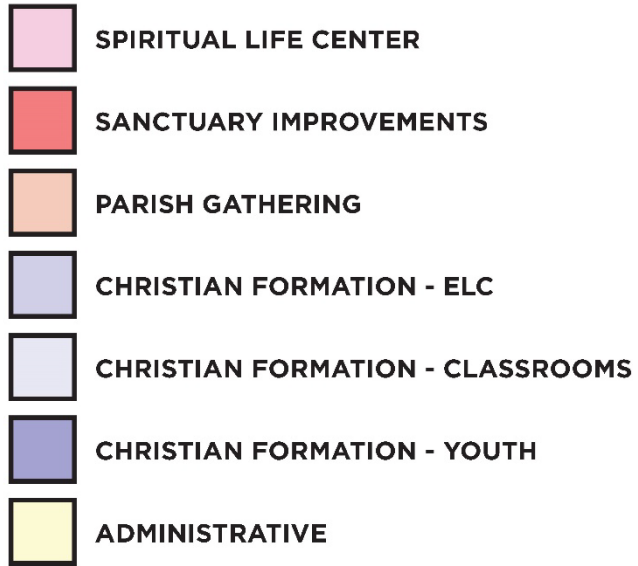 SPIRITUAL LIFE CENTER
SANCTUARY IMPROVEMENTS
PARISH GATHERING
CHRISTIAN FORMATION - ELC
CHRISTIAN FORMATION - CLASSROOMS
CHRISTIAN FORMATION - YOUTH
ADMINISTRATIVE